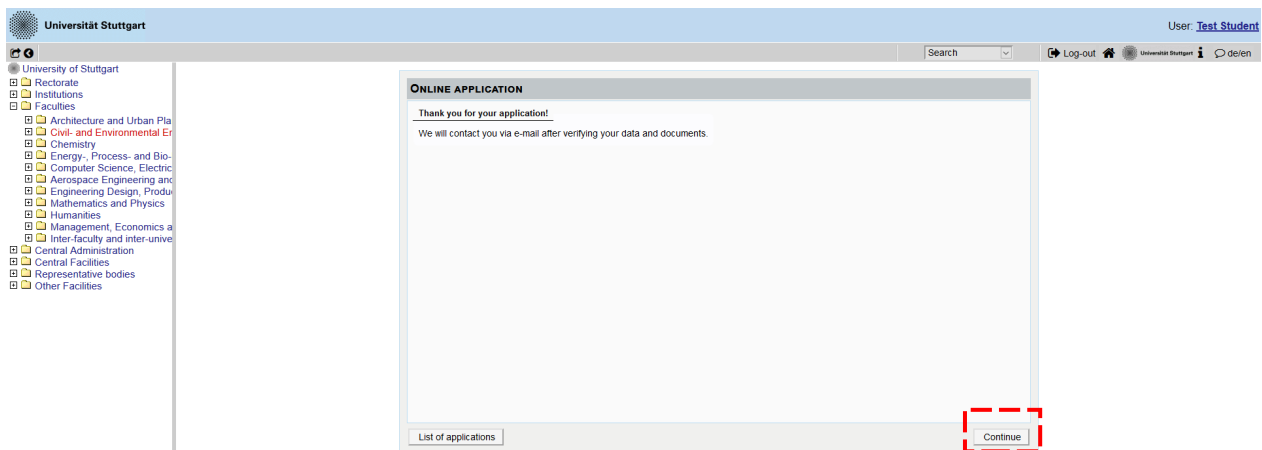 Universität Stuttgart
User: Test Student
Search
Log-out
Universität Stuttgart
de/en
University of Stuttgart
Rectorate
Institutions
Faculties
Architecture and Urban Pla
Civil- and Environmental Er
Chemistry
Energy-, Process- and Bio-
Computer Science, Electric
Aerospace Engineering and
Engineering Design, Produ
Mathematics and Physics
Humanities
Management, Economics a
Inter-faculty and inter-unive
Central Administration
Central Facilities
Representative bodies
Other Facilities
ONLINE APPLICATION
Thank you for your application!
We will contact you via e-mail after verifying your data and documents.
List of applications
Continue